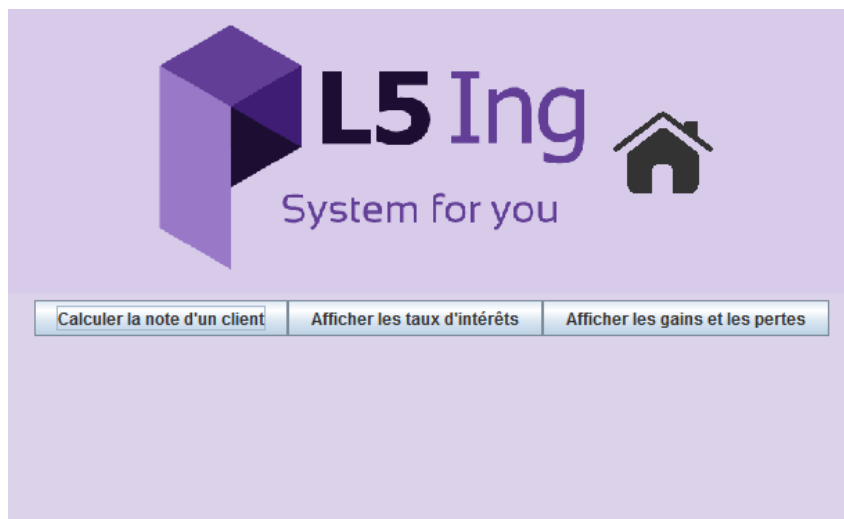 L5 Ing
System for you
Calculer la note d'un client Afficher les taux d'intérêts Afficher les gains et les pertes